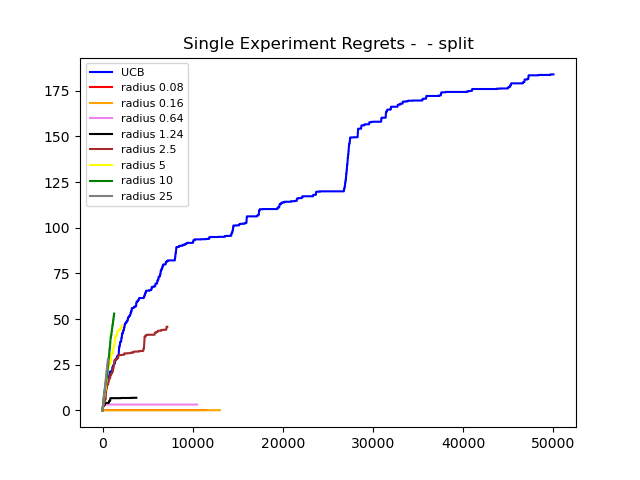 Single Experiment Regrets -  - split
UCB
radius 0.08
radius 0.16
radius 0.64
radius 1.24
radius 2.5
radius 5
radius 10
radius 25
175
150
125
100
75
50
25
0
0 10000 20000 30000 40000 50000